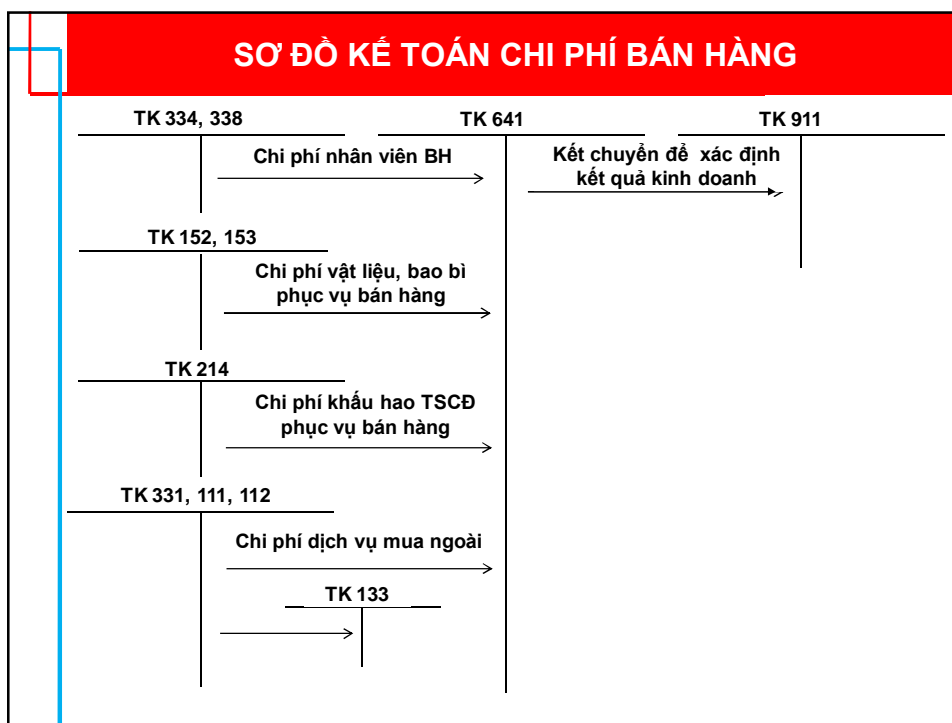 SƠ ĐỒ KẾ TOÁN CHI PHÍ BÁN HÀNG
TK 334, 338
TK 641
TK 911
Chi phí nhân viên BH
Kết chuyển để xác định
kết quả kinh doanh
TK 152, 153
Chi phí vật liệu, bao bì
phục vụ bán hàng
TK 214
Chi phí khấu hao TSCĐ
phục vụ bán hàng
TK 331, 111, 112
Chi phí dịch vụ mua ngoài
TK 133